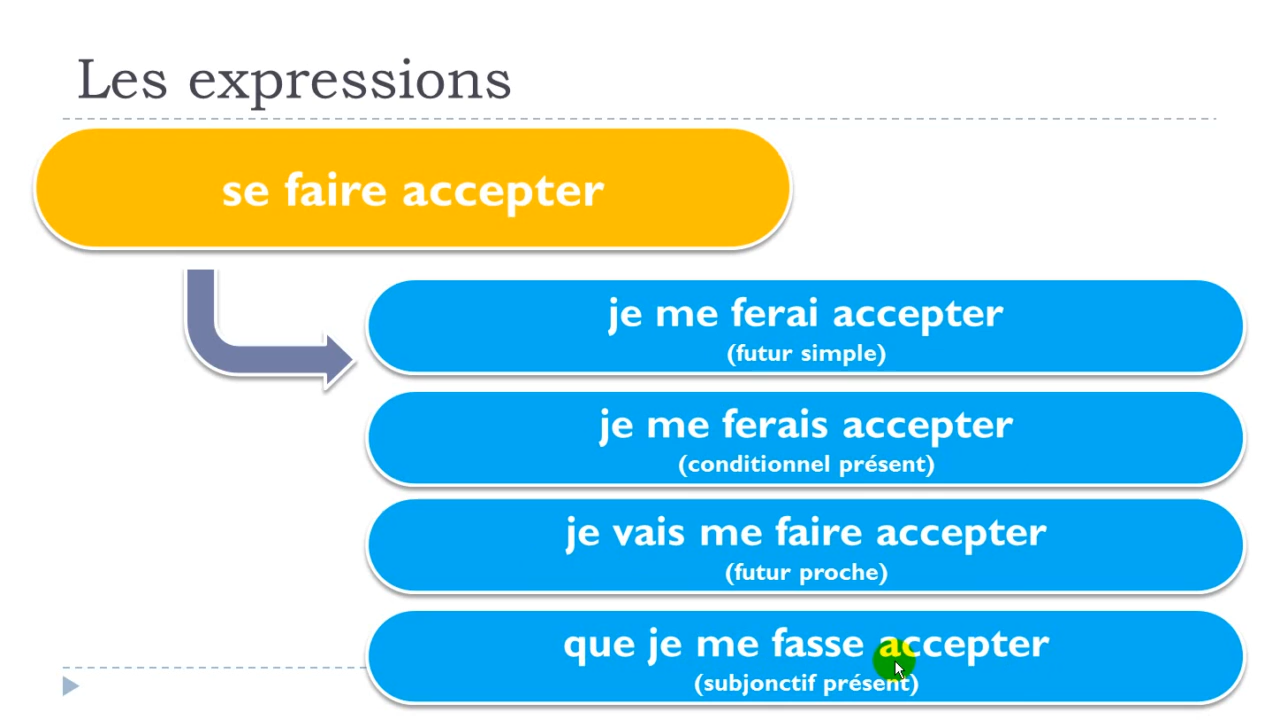 Les expressions
se faire accepter
je me ferai accepter
(futur simple)
je me ferais accepter
(conditionnel présent)
je vais me faire accepter
(futur proche)
que je me fasse accepter
(subjonctif présent)